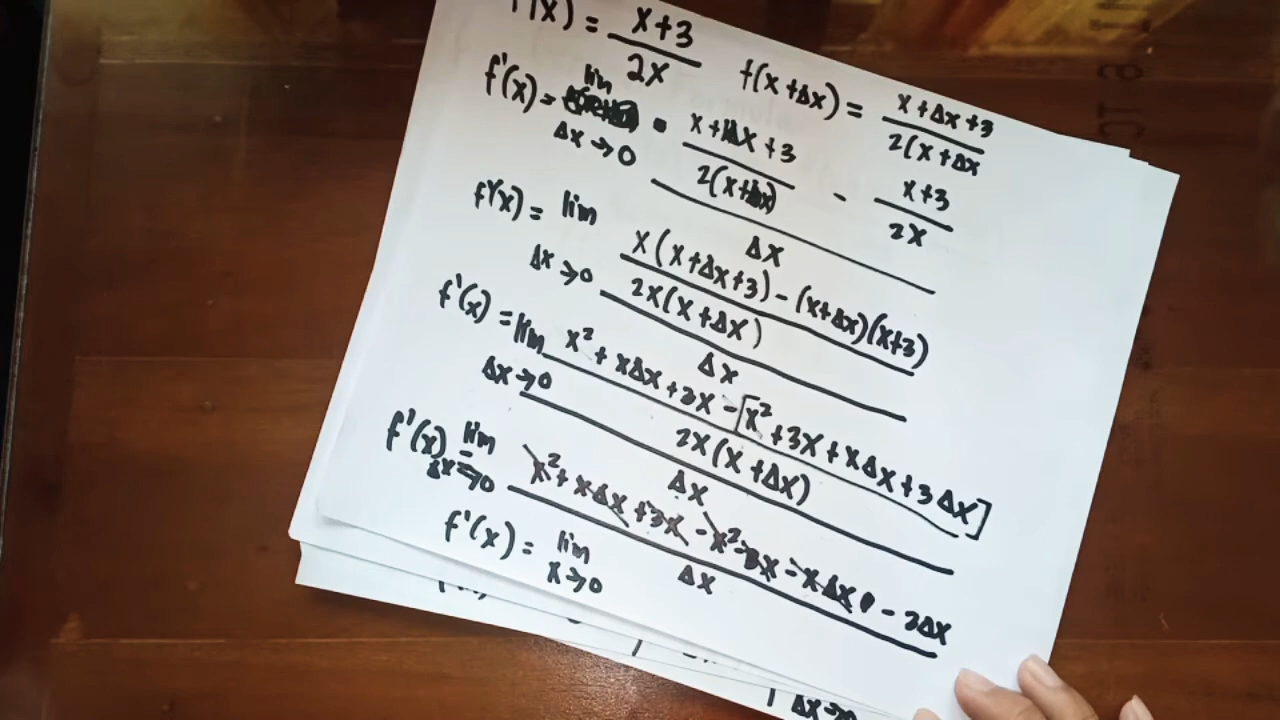 f(x) = x+3 / 2x    f(x+Δx) = x+Δx+3 / 2(x+Δx
f'(x) = lim Δx→0 x+Δx+3 / 2(x+Δx) - x+3 / 2x / Δx
f'(x) = lim Δx→0 x(x+Δx+3) - (x+Δx)(x+3) / 2x(x+Δx) / Δx
f'(x) = lim Δx→0 x² + xΔx + 3x - [x² + 3x + xΔx + 3Δx] / 2x(x+Δx) / Δx
f'(x) = lim Δx→0 x² + xΔx + 3x - x² - 3x - xΔx - 3Δx / Δx
f'(x) = lim x→0
Δx→0